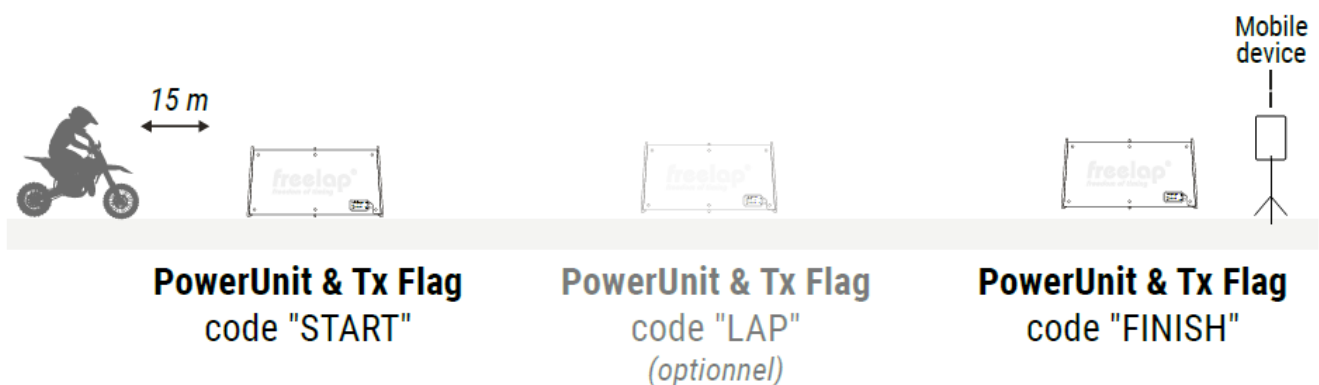 Mobile
device
15 m
freelap
freelap
freelap
PowerUnit & Tx Flag
code "START"
PowerUnit & Tx Flag
code "LAP"
(optionnel)
PowerUnit & Tx Flag
code "FINISH"